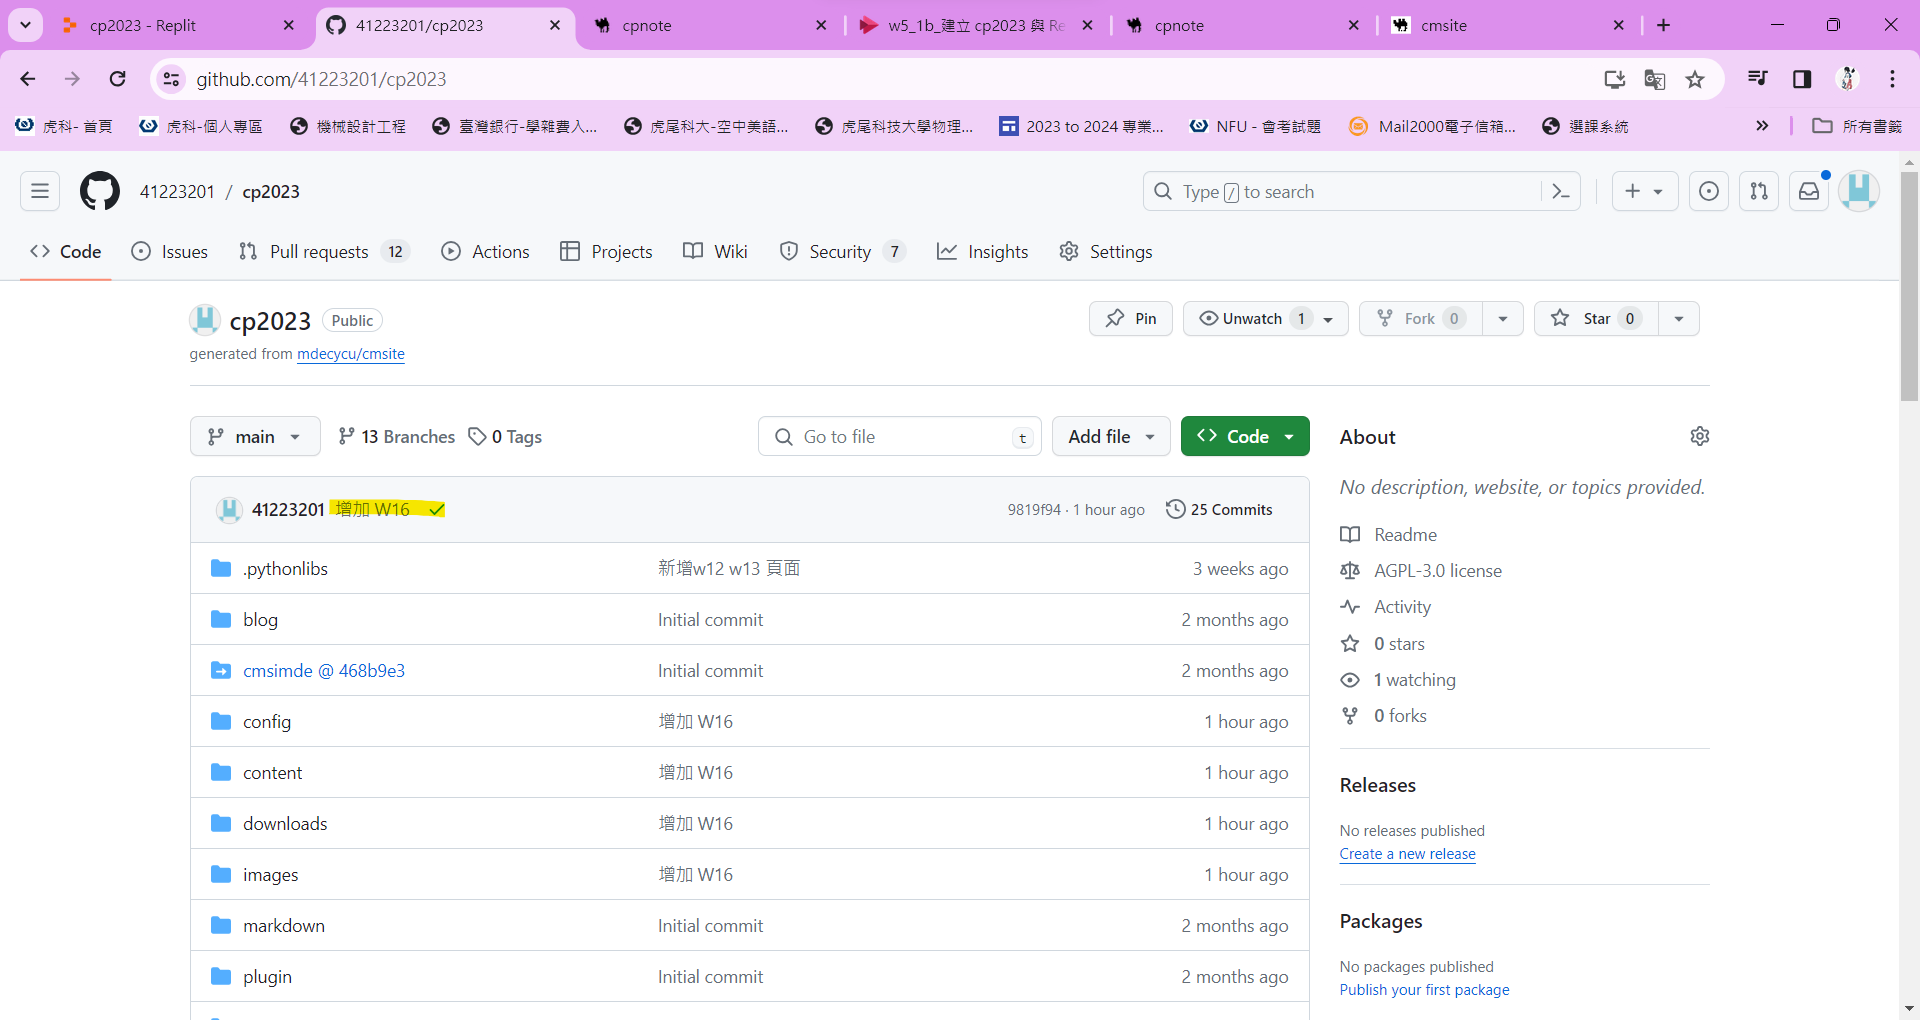 cp2023 - Replit
41223201/cp2023
cpnote
w5_1b_建立 cp2023 與 Re
cpnote
cmsite
github.com/41223201/cp2023
虎科- 首頁
虎科-個人專區
機械設計工程
臺灣銀行-學雜費入...
虎尾科大-空中美語...
虎尾科技大學物理...
2023 to 2024 專業...
NFU - 會考試題
Mail2000電子信箱...
選課系統
所有書籤
41223201 / cp2023
Type / to search
Code
Issues
Pull requests 12
Actions
Projects
Wiki
Security 7
Insights
Settings
cp2023 Public
Pin
Unwatch 1
Fork 0
Star 0
generated from mdecycu/cmsite
main
13 Branches
0 Tags
Go to file t
Add file
Code
41223201 增加 W16
9819f94 · 1 hour ago
25 Commits
.pythonlibs 新增w12 w13 頁面 3 weeks ago
blog Initial commit 2 months ago
cmsimde @ 468b9e3 Initial commit 2 months ago
config 增加 W16 1 hour ago
content 增加 W16 1 hour ago
downloads 增加 W16 1 hour ago
images 增加 W16 1 hour ago
markdown Initial commit 2 months ago
plugin Initial commit 2 months ago
About
No description, website, or topics provided.
Readme
AGPL-3.0 license
Activity
0 stars
1 watching
0 forks
Releases
No releases published
Create a new release
Packages
No packages published
Publish your first package